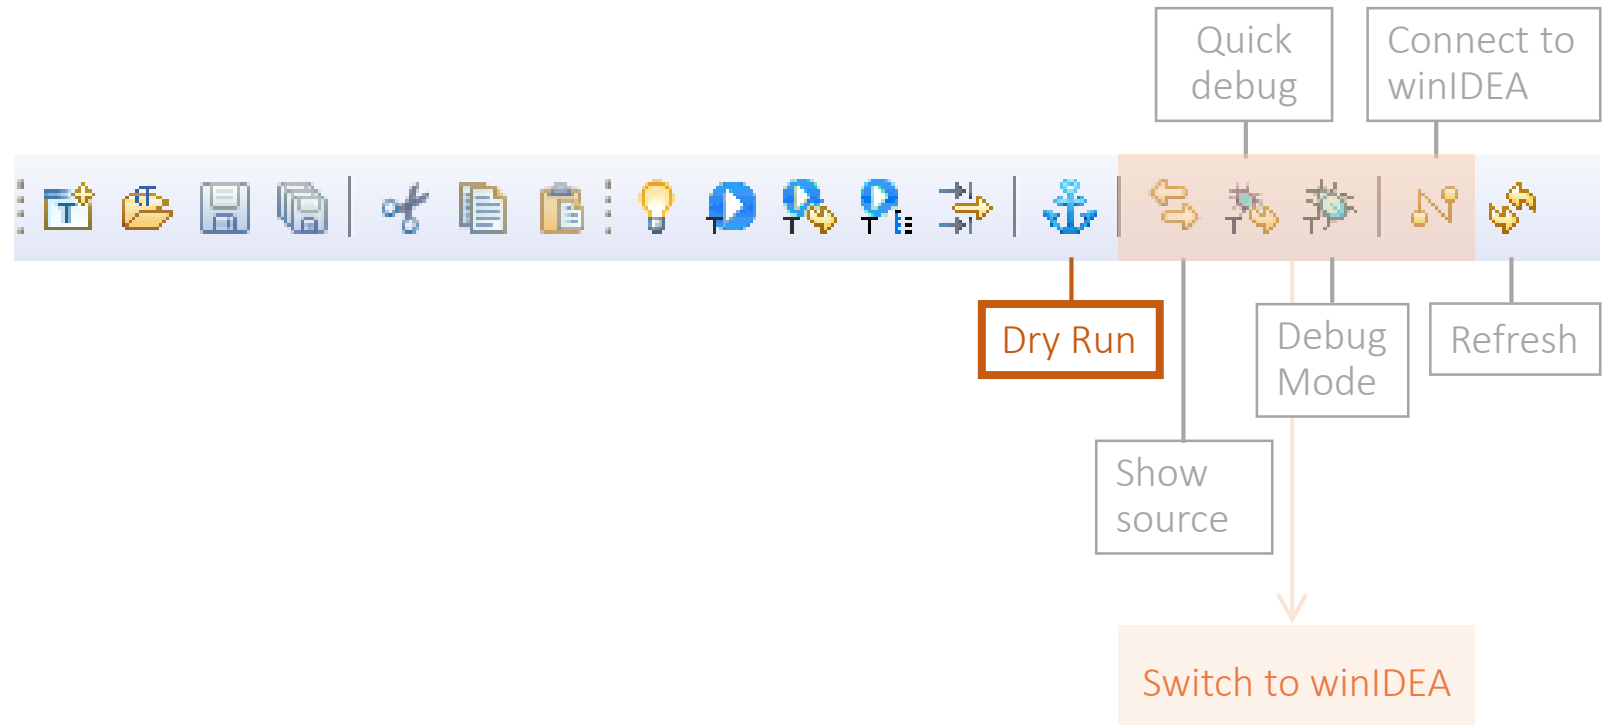 Quick
debug
Connect to
winIDEA
Dry Run
Debug
Mode
Refresh
Show
source
Switch to winIDEA